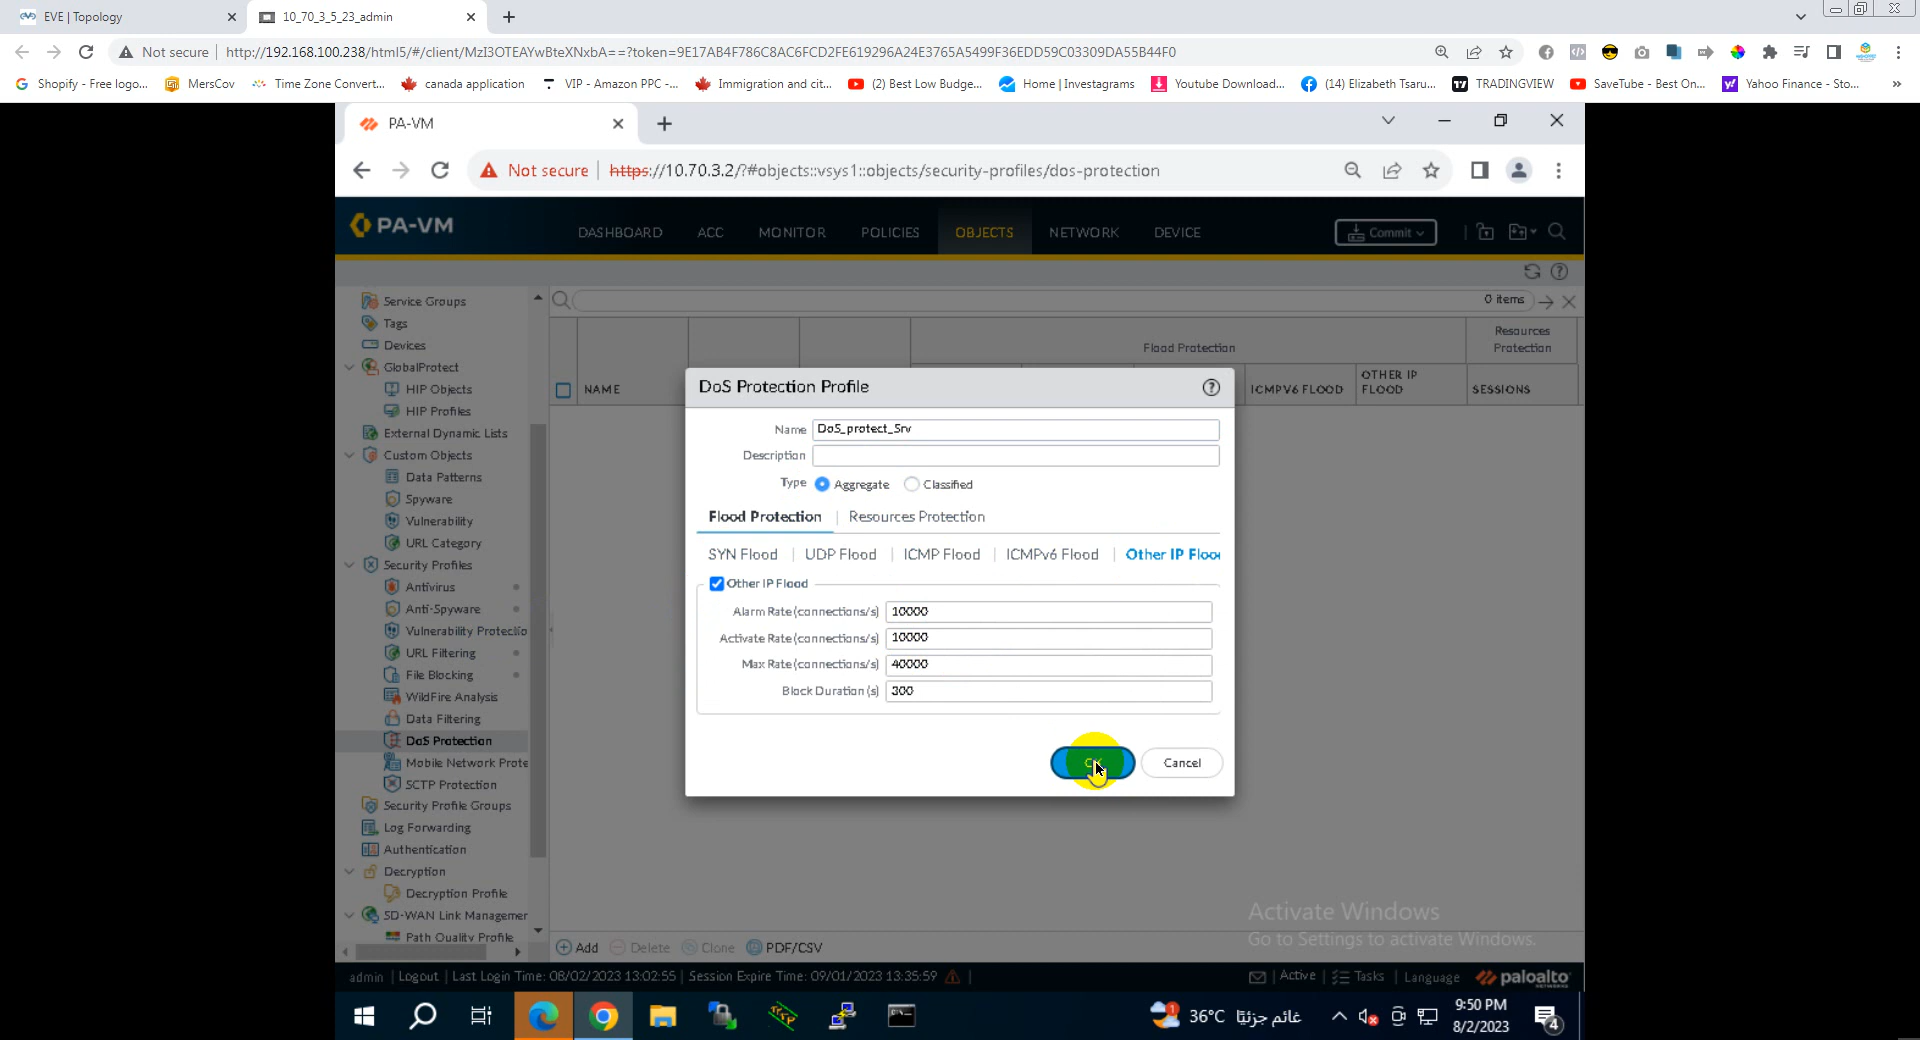 EVE | Topology
10_70_3_5_23_admin
Not secure
http://192.168.100.238/html5/#/client/MzI3OTEAYwBteXNxbA==?token=9E17AB4F786C8AC6FCD2FE619296A24E3765A5499F36EDD59C03309DA55B44F0
Shopify - Free logo...
MersCov
Time Zone Convert...
canada application
VIP - Amazon PPC -...
Immigration and cit...
(2) Best Low Budge...
Home | Investagrams
Youtube Download...
(14) Elizabeth Tsaru...
TRADINGVIEW
SaveTube - Best On...
Yahoo Finance - Sto...
»
PA-VM
Not secure
https://10.70.3.2/?#objects::vsys1::objects/security-profiles/dos-protection
PA-VM
DASHBOARD
ACC
MONITOR
POLICIES
OBJECTS
NETWORK
DEVICE
Commit
Service Groups
Tags
Devices
GlobalProtect
HIP Objects
HIP Profiles
External Dynamic Lists
Custom Objects
Data Patterns
Spyware
Vulnerability
URL Category
Security Profiles
Antivirus
Anti-Spyware
Vulnerability Protectio
URL Filtering
File Blocking
WildFire Analysis
Data Filtering
DoS Protection
Mobile Network Prote
SCTP Protection
Security Profile Groups
Log Forwarding
Authentication
Decryption
Decryption Profile
SD-WAN Link Managemen
Path Quality Profile
0 items
Flood Protection
Resources Protection
NAME
ICMPV6 FLOOD
OTHER IP FLOOD
SESSIONS
DoS Protection Profile
Name DoS_protect_Srv
Description
Type Aggregate Classified
Flood Protection | Resources Protection
SYN Flood | UDP Flood | ICMP Flood | ICMPv6 Flood | Other IP Flood
Other IP Flood
Alarm Rate (connections/s) 10000
Activate Rate (connections/s) 10000
Max Rate (connections/s) 40000
Block Duration (s) 300
OK
Cancel
Activate Windows
Go to Settings to activate Windows.
Add
Delete
Clone
PDF/CSV
admin | Logout | Last Login Time: 08/02/2023 13:02:55 | Session Expire Time: 09/01/2023 13:35:59
Active | Tasks | Language
paloalto
NETWORKS
1
36°C غائم جزئيًا
9:50 PM
8/2/2023
4